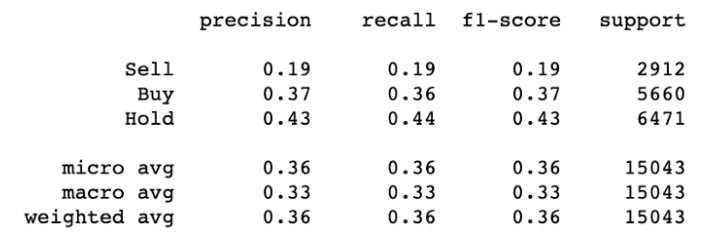 precision recall f1-score support
Sell 0.19 0.19 0.19 2912
Buy 0.37 0.36 0.37 5660
Hold 0.43 0.44 0.43 6471
micro avg 0.36 0.36 0.36 15043
macro avg 0.33 0.33 0.33 15043
weighted avg 0.36 0.36 0.36 15043